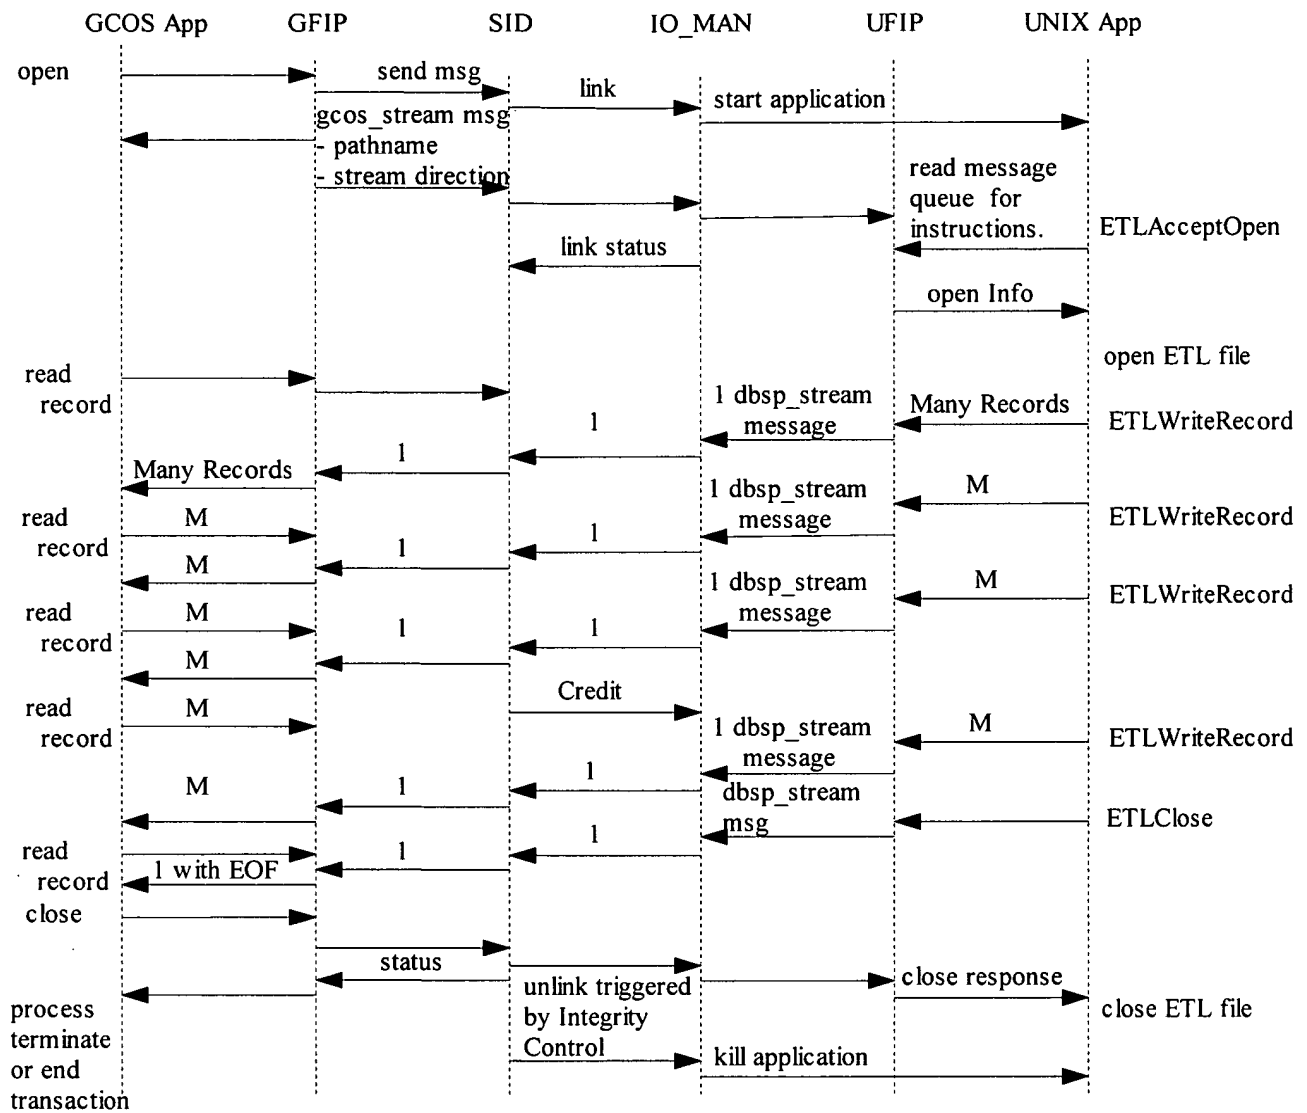 GCOS App GFIP SID IO_MAN UFIP UNIX App
open
send msg
link
start application
gcos_stream msg
- pathname
- stream direction
read message
queue for
instructions.
ETLAcceptOpen
link status
open Info
open ETL file
read
record
1 dbsp_stream
message
Many Records
ETLWriteRecord
1
1
Many Records
read
record
M
1 dbsp_stream
message
M
ETLWriteRecord
1
1
M
read
record
M
1 dbsp_stream
message
M
ETLWriteRecord
1
1
M
Credit
read
record
M
1 dbsp_stream
message
M
ETLWriteRecord
1
1
M
dbsp_stream
msg
ETLClose
read
record
1
1
1 with EOF
close
status
unlink triggered
by Integrity
Control
close response
close ETL file
process
terminate
or end
transaction
kill application